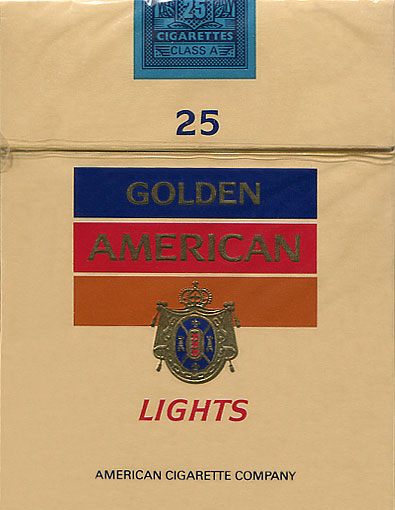 25
CIGARETTES
CLASS A
25
GOLDEN
AMERICAN
LIGHTS
AMERICAN CIGARETTE COMPANY